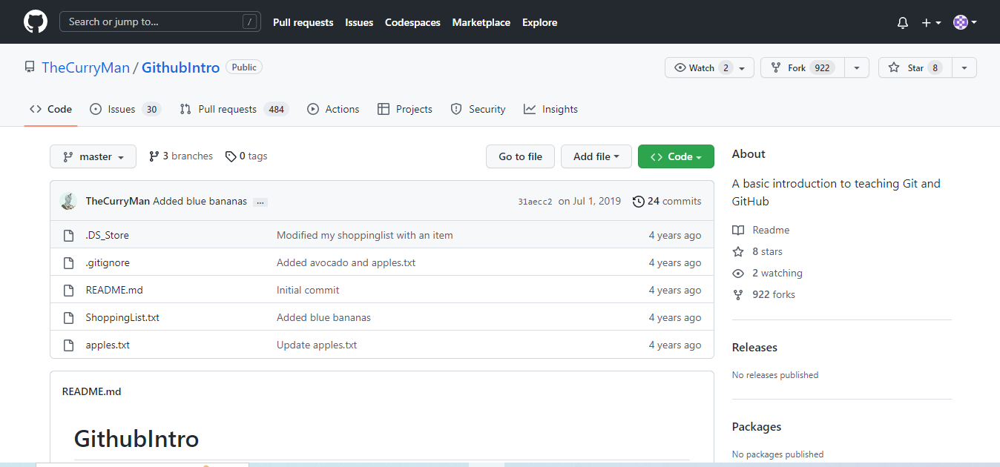 Search or jump to... /
Pull requests Issues Codespaces Marketplace Explore
TheCurryMan / GithubIntro Public
Watch 2 Fork 922 Star 8
Code Issues 30 Pull requests 484 Actions Projects Security Insights
master 3 branches 0 tags Go to file Add file <> Code
TheCurryMan Added blue bananas ... 31aecc2 on Jul 1, 2019 24 commits
.DS_Store Modified my shoppinglist with an item 4 years ago
.gitignore Added avocado and apples.txt 4 years ago
README.md Initial commit 4 years ago
ShoppingList.txt Added blue bananas 4 years ago
apples.txt Update apples.txt 4 years ago
README.md
GithubIntro
About
A basic introduction to teaching Git and
GitHub
Readme
8 stars
2 watching
922 forks
Releases
No releases published
Packages
No packages published